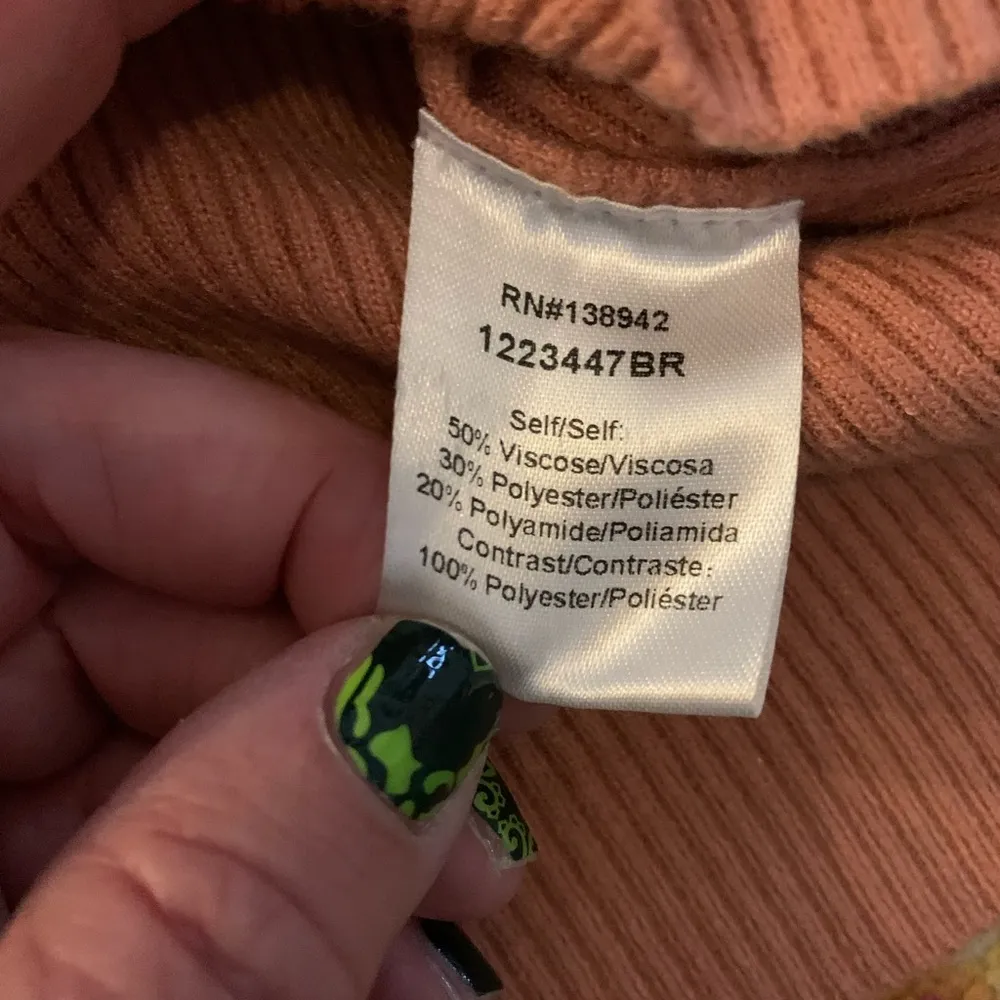 RN#138942
1223447BR
Self/Self:
50% Viscose/Viscosa
30% Polyester/Poliéster
20% Polyamide/Poliamida
Contrast/Contraste:
100% Polyester/Poliéster